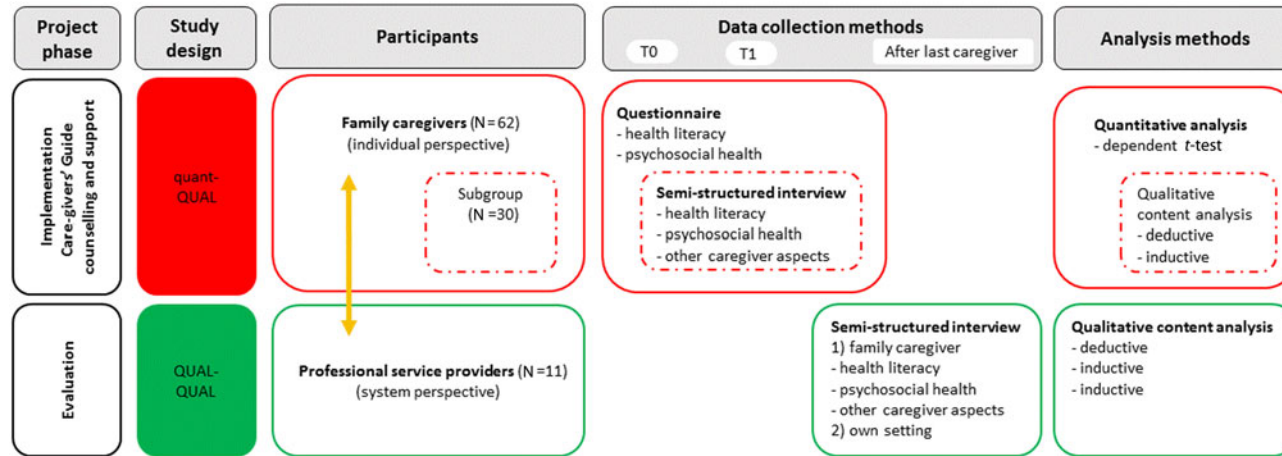 Project
phase
Study
design
Participants
Data collection methods
T0
T1
After last caregiver
Analysis methods
Implementation
Care-givers' Guide
counselling and support
quant-
QUAL
Family caregivers (N=62)
(individual perspective)
Subgroup
(N =30)
Questionnaire
- health literacy
- psychosocial health
Semi-structured interview
- health literacy
- psychosocial health
- other caregiver aspects
Quantitative analysis
- dependent t-test
Qualitative
content analysis
- deductive
- inductive
Evaluation
QUAL-
QUAL
Professional service providers (N =11)
(system perspective)
Semi-structured interview
1) family caregiver
- health literacy
- psychosocial health
- other caregiver aspects
2) own setting
Qualitative content analysis
- deductive
- inductive
- inductive